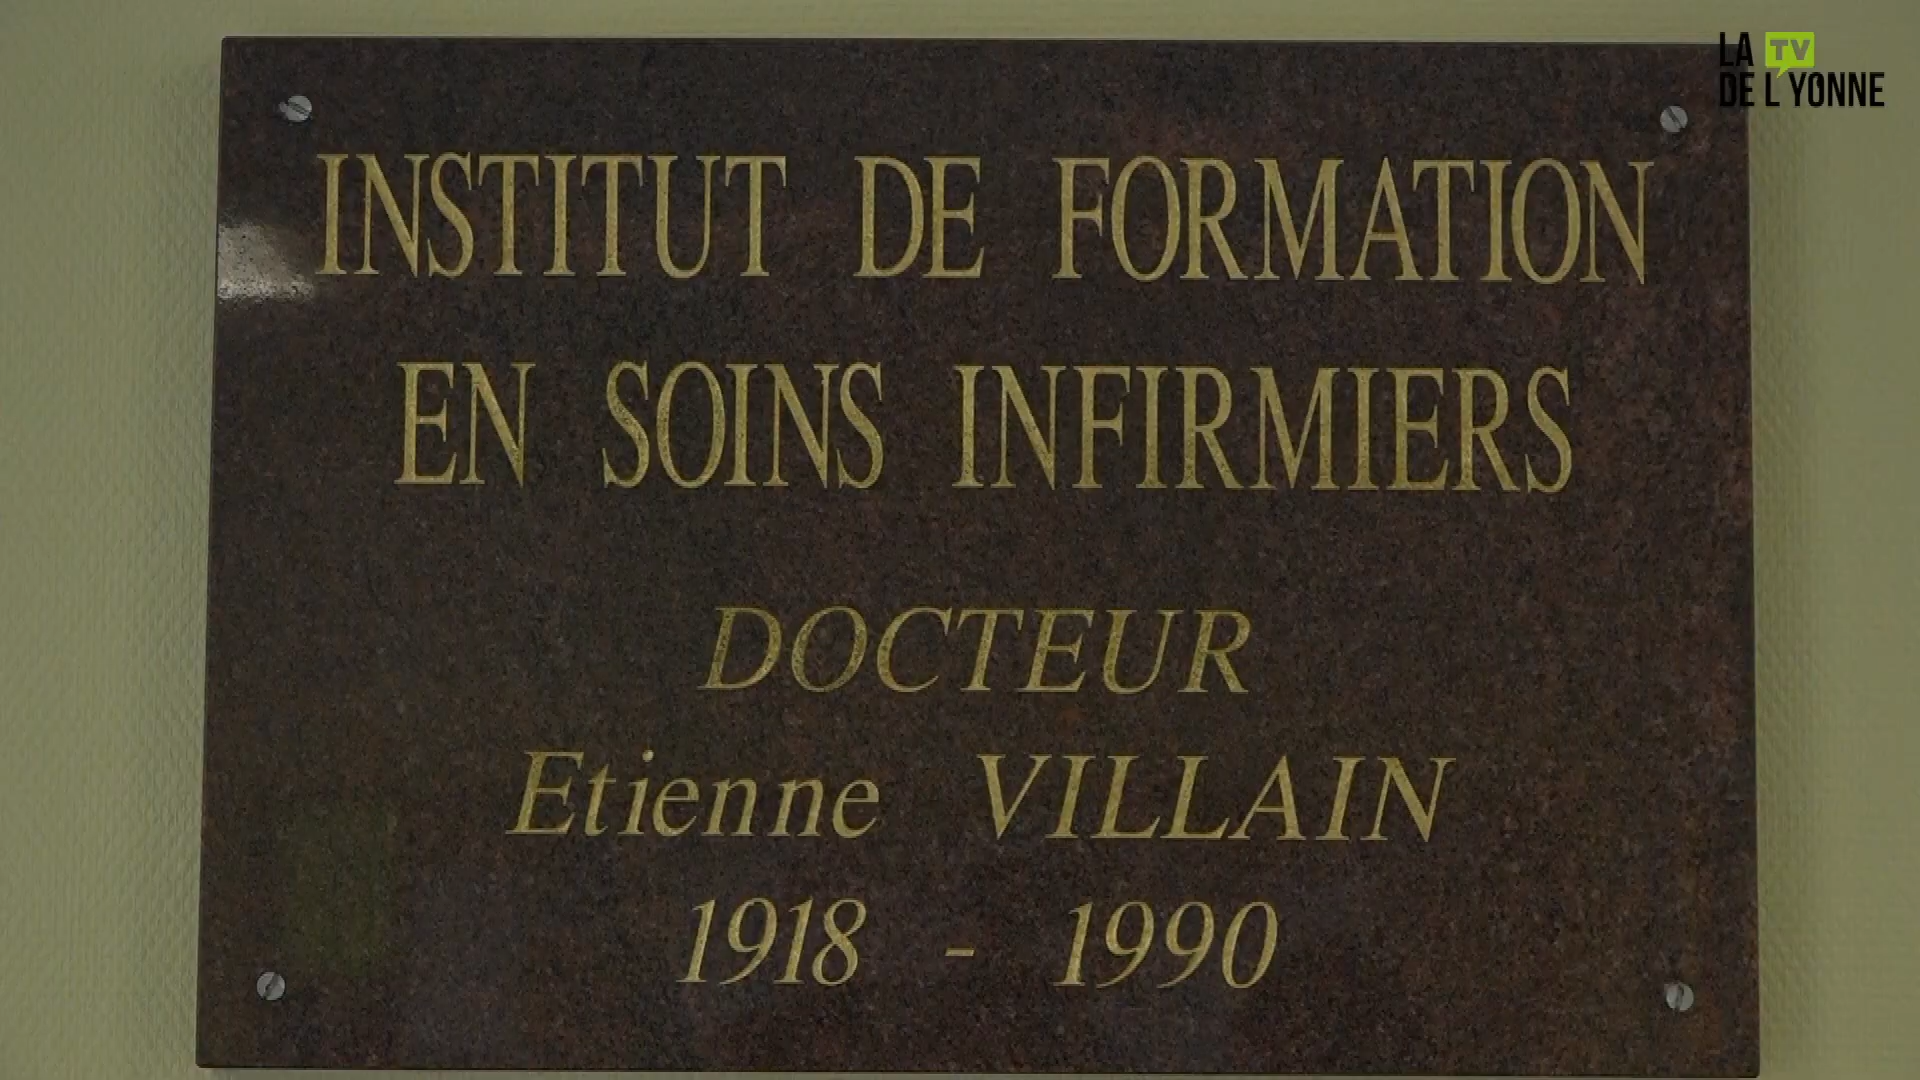 LA TV
DE L'YONNE
INSTITUT DE FORMATION
EN SOINS INFIRMIERS
DOCTEUR
Etienne VILLAIN
1918 - 1990